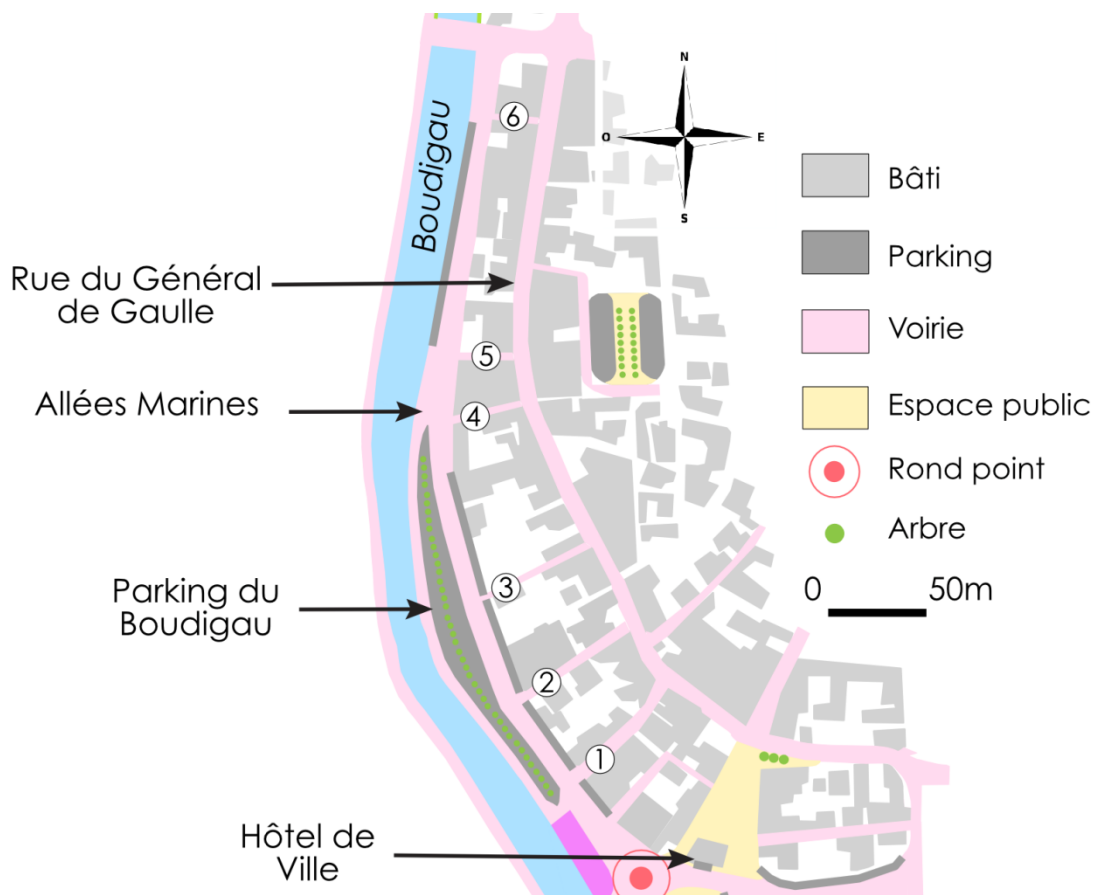 N
O
E
S
Boudigau
Rue du Général
de Gaulle
Allées Marines
Parking du
Boudigau
Hôtel de
Ville
6
5
4
3
2
1
Bâti
Parking
Voirie
Espace public
Rond point
Arbre
0 50m